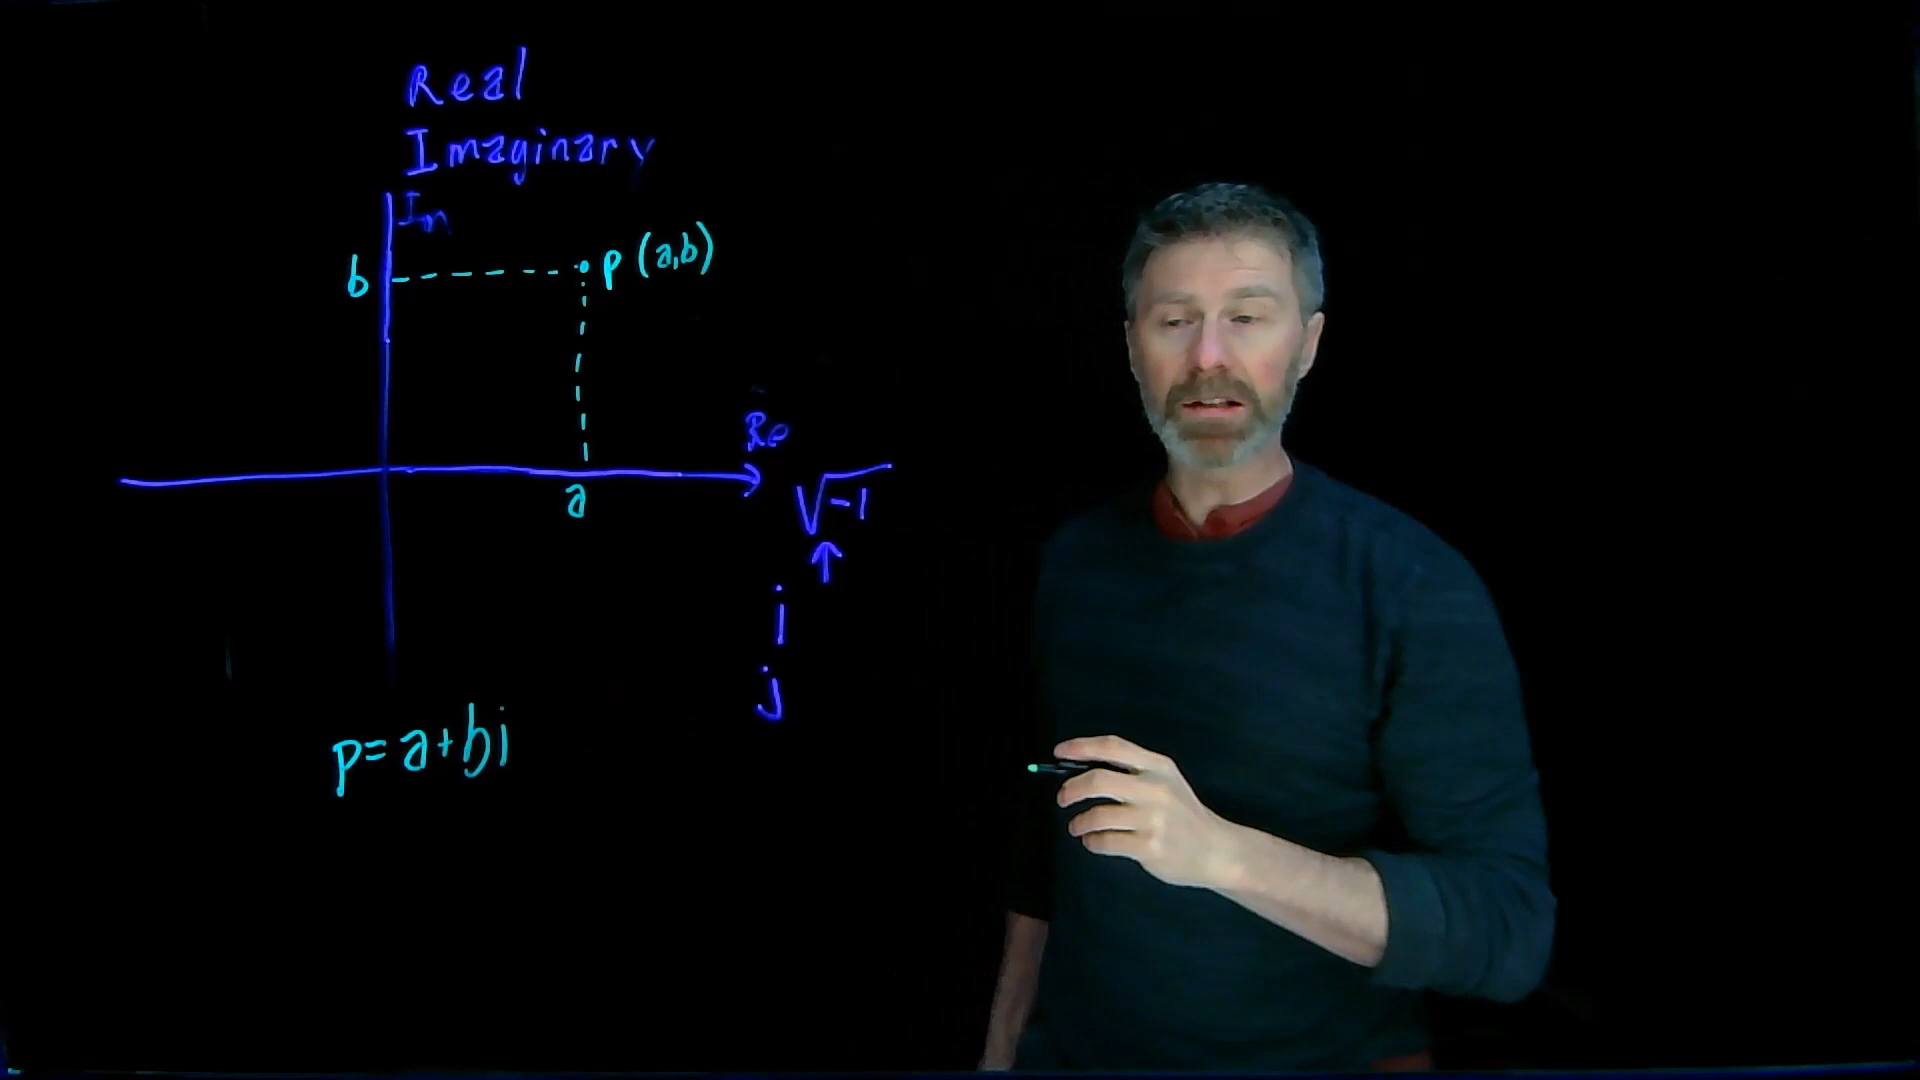 Real
Imaginary
Im
b
p (a,b)
Re
a
√-1
↑
i
j
p=a+bi